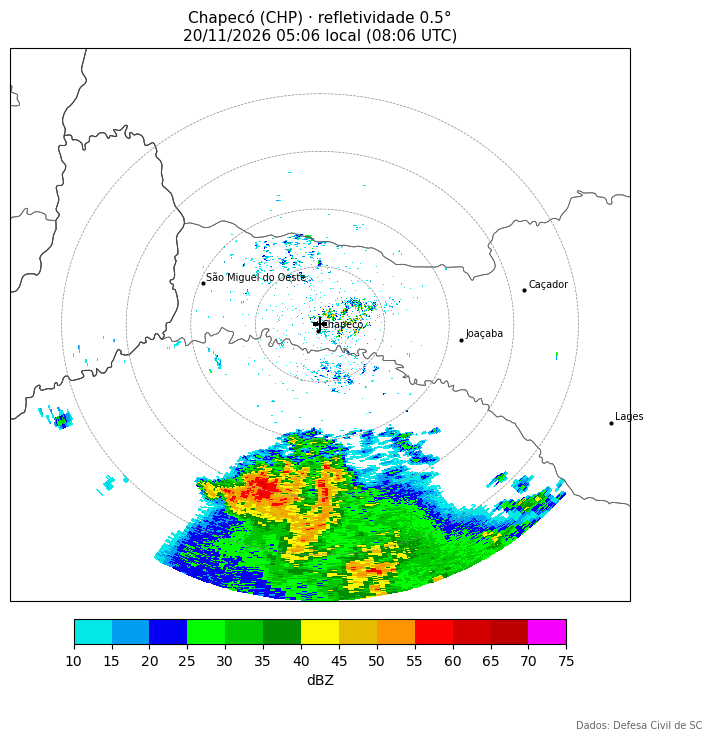 Chapecó (CHP) · refletividade 0.5°
20/11/2026 05:06 local (08:06 UTC)
São Miguel do Oeste
Caçador
Chapecó
Joaçaba
Lages
10 15 20 25 30 35 40 45 50 55 60 65 70 75
dBZ
Dados: Defesa Civil de SC